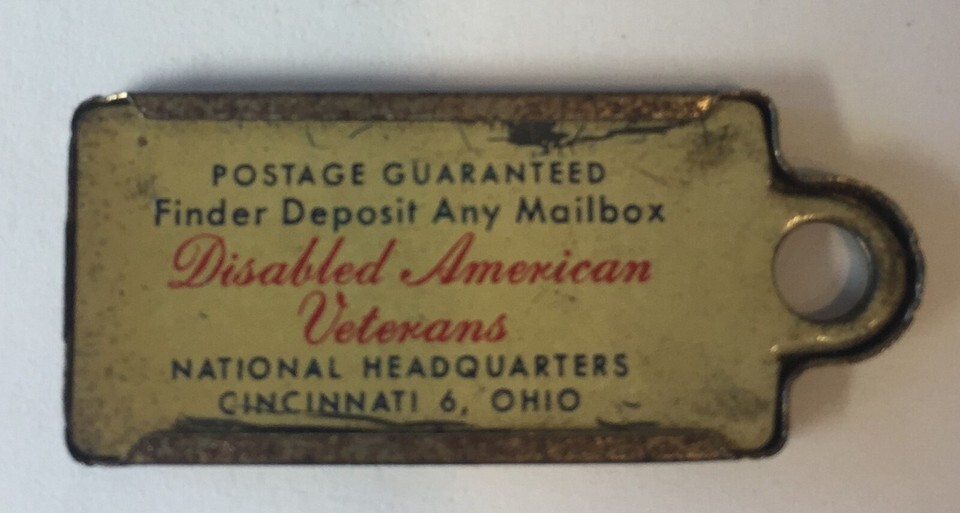 POSTAGE GUARANTEED
Finder Deposit Any Mailbox
Disabled American
Veterans
NATIONAL HEADQUARTERS
CINCINNATI 6, OHIO